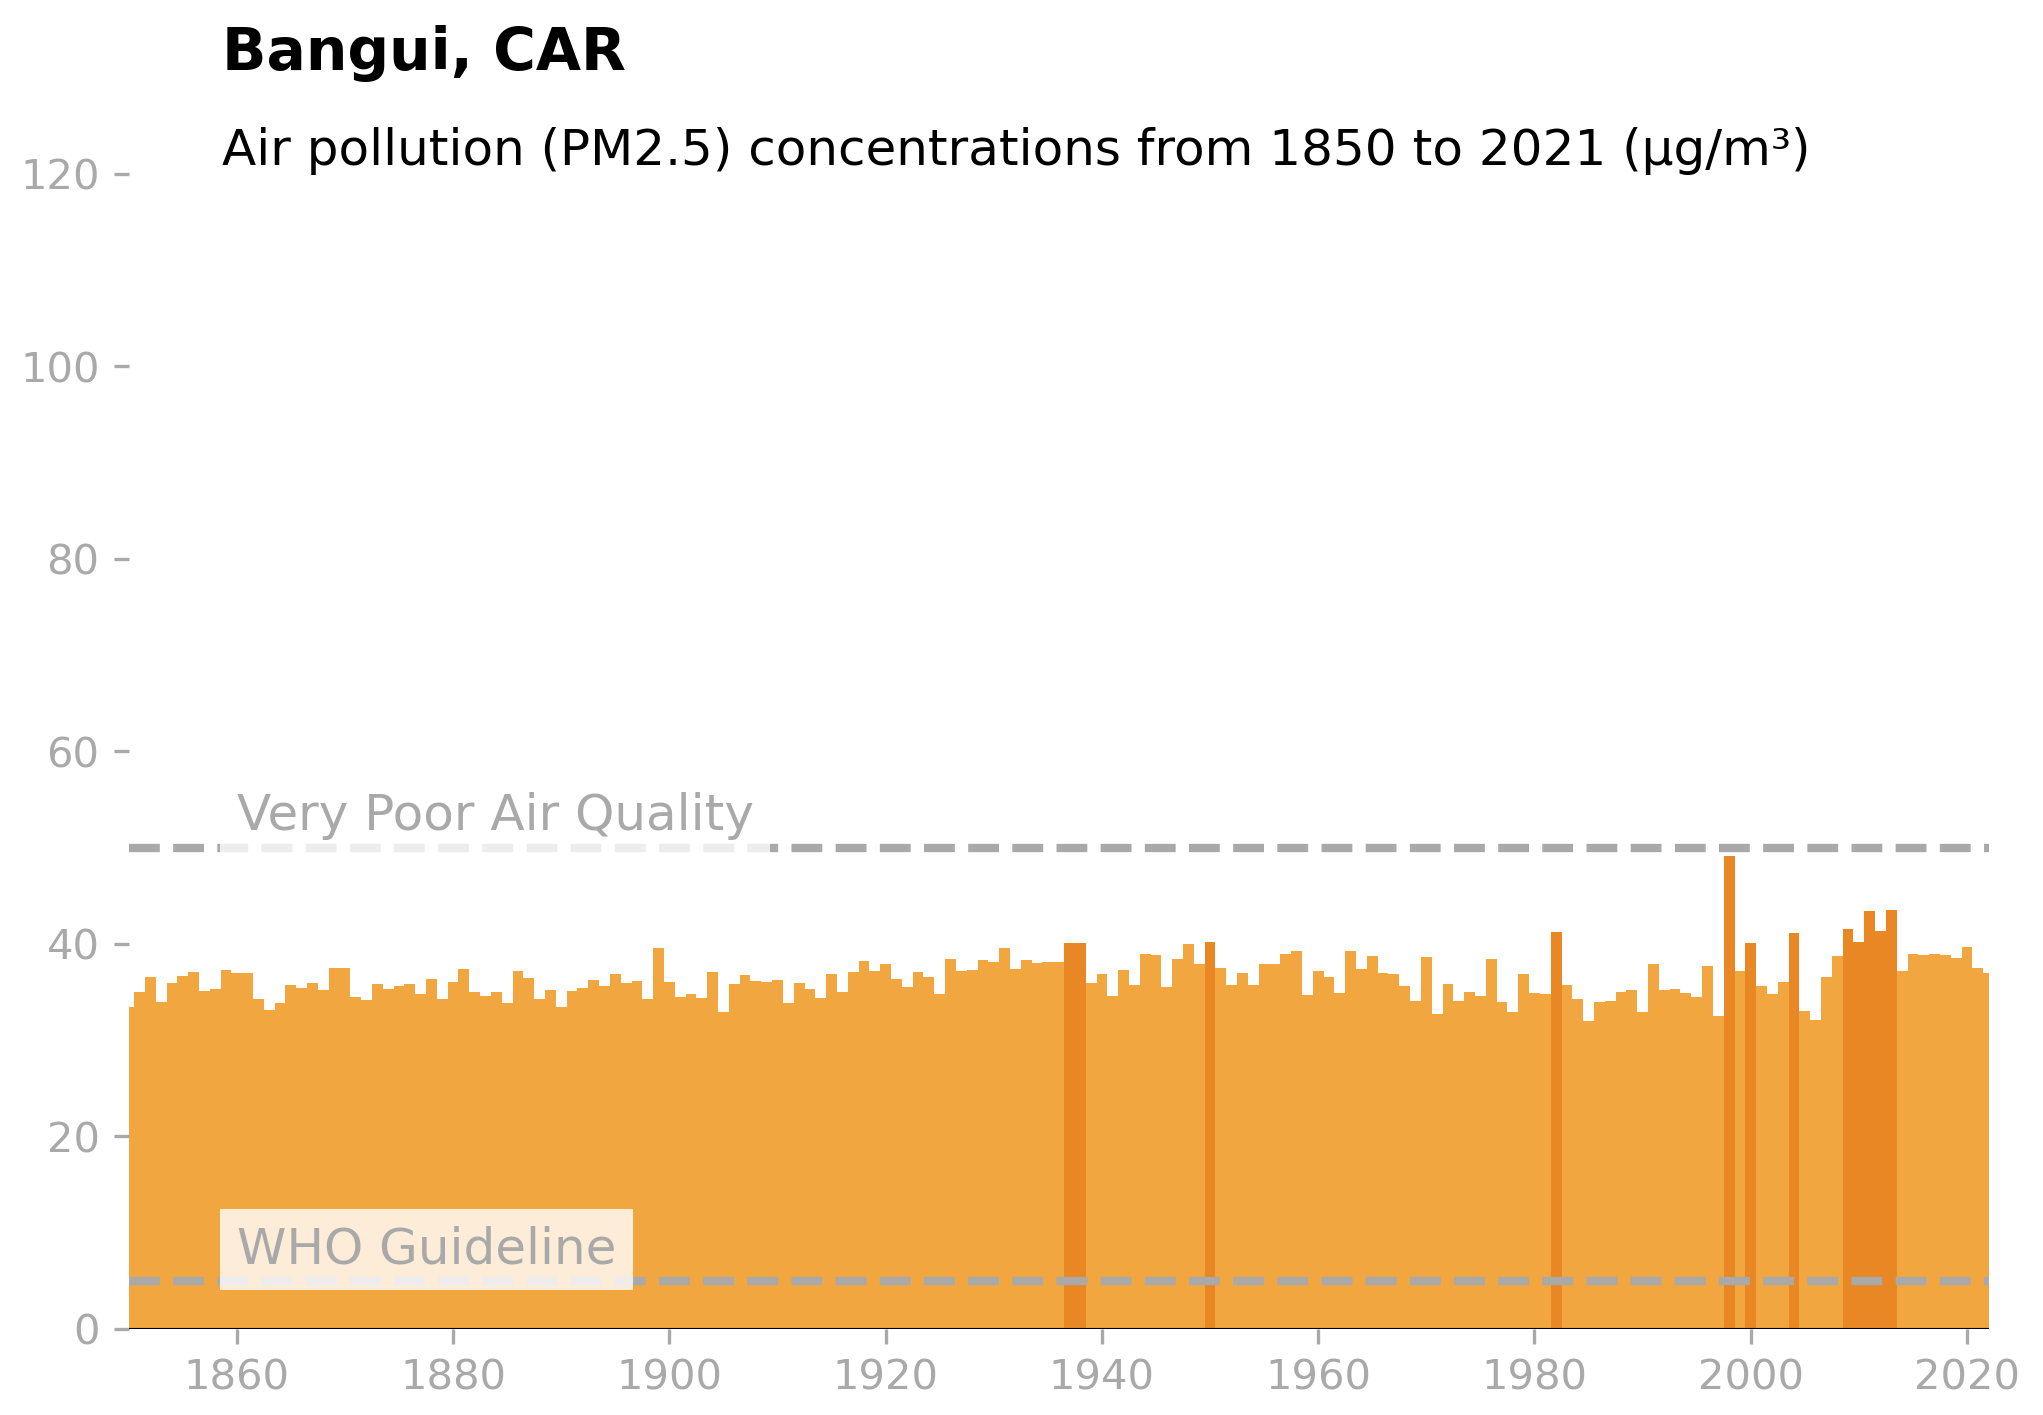 Bangui, CAR
Air pollution (PM2.5) concentrations from 1850 to 2021 (µg/m³)
120
100
80
60
Very Poor Air Quality
40
20
WHO Guideline
0
1860 1880 1900 1920 1940 1960 1980 2000 2020